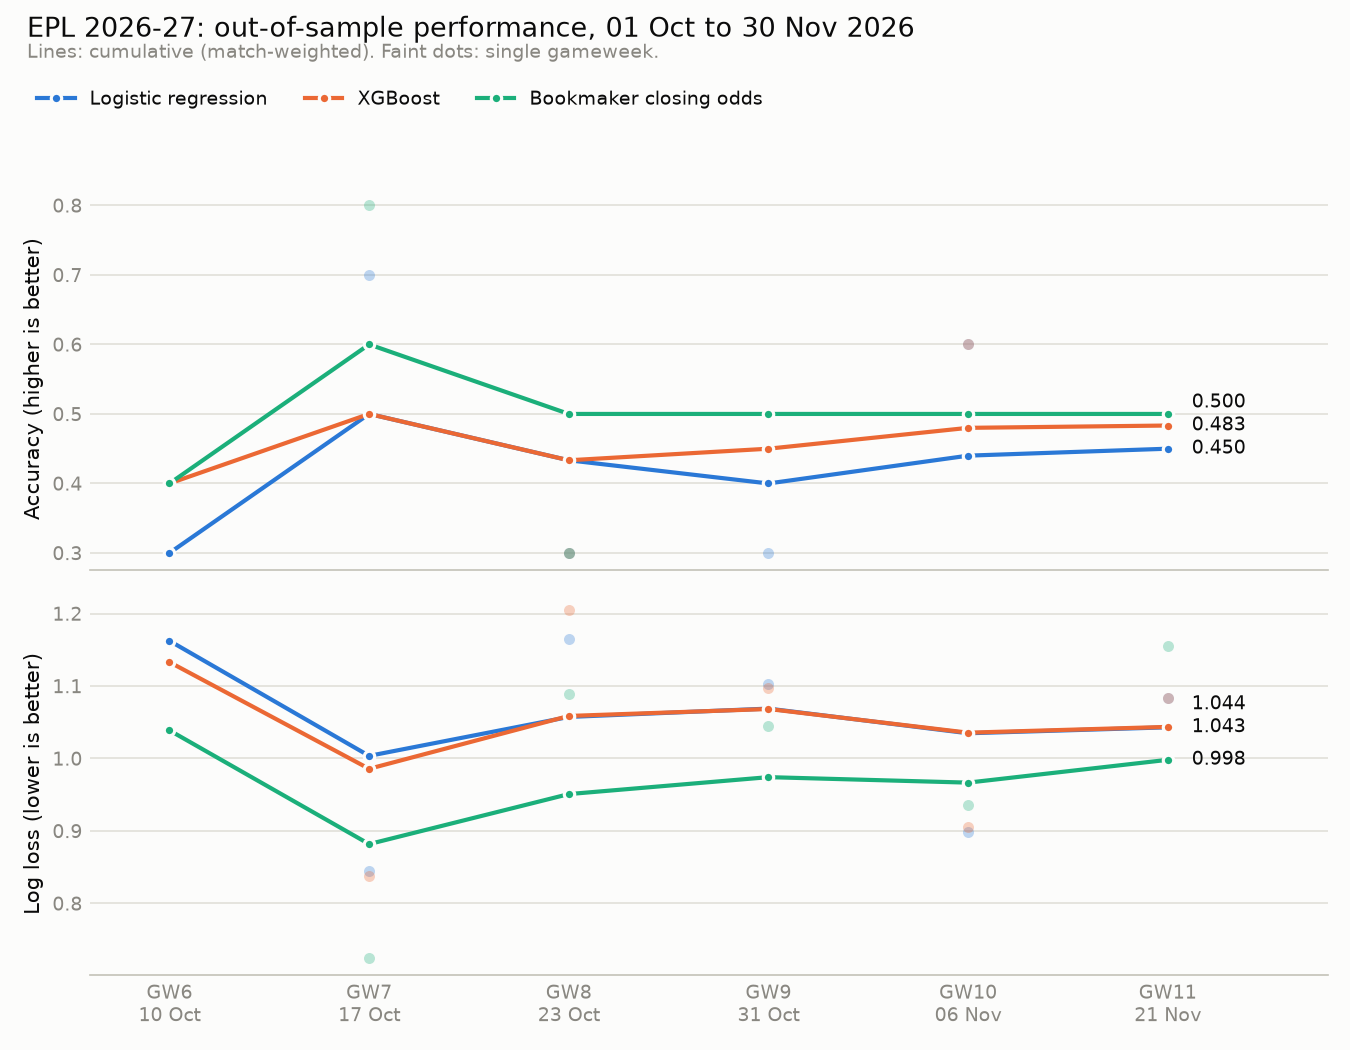 EPL 2026-27: out-of-sample performance, 01 Oct to 30 Nov 2026
Lines: cumulative (match-weighted). Faint dots: single gameweek.
Logistic regression
XGBoost
Bookmaker closing odds
Accuracy (higher is better)
0.8
0.7
0.6
0.5
0.4
0.3
0.500
0.483
0.450
Log loss (lower is better)
1.2
1.1
1.0
0.9
0.8
1.044
1.043
0.998
GW6
10 Oct
GW7
17 Oct
GW8
23 Oct
GW9
31 Oct
GW10
06 Nov
GW11
21 Nov